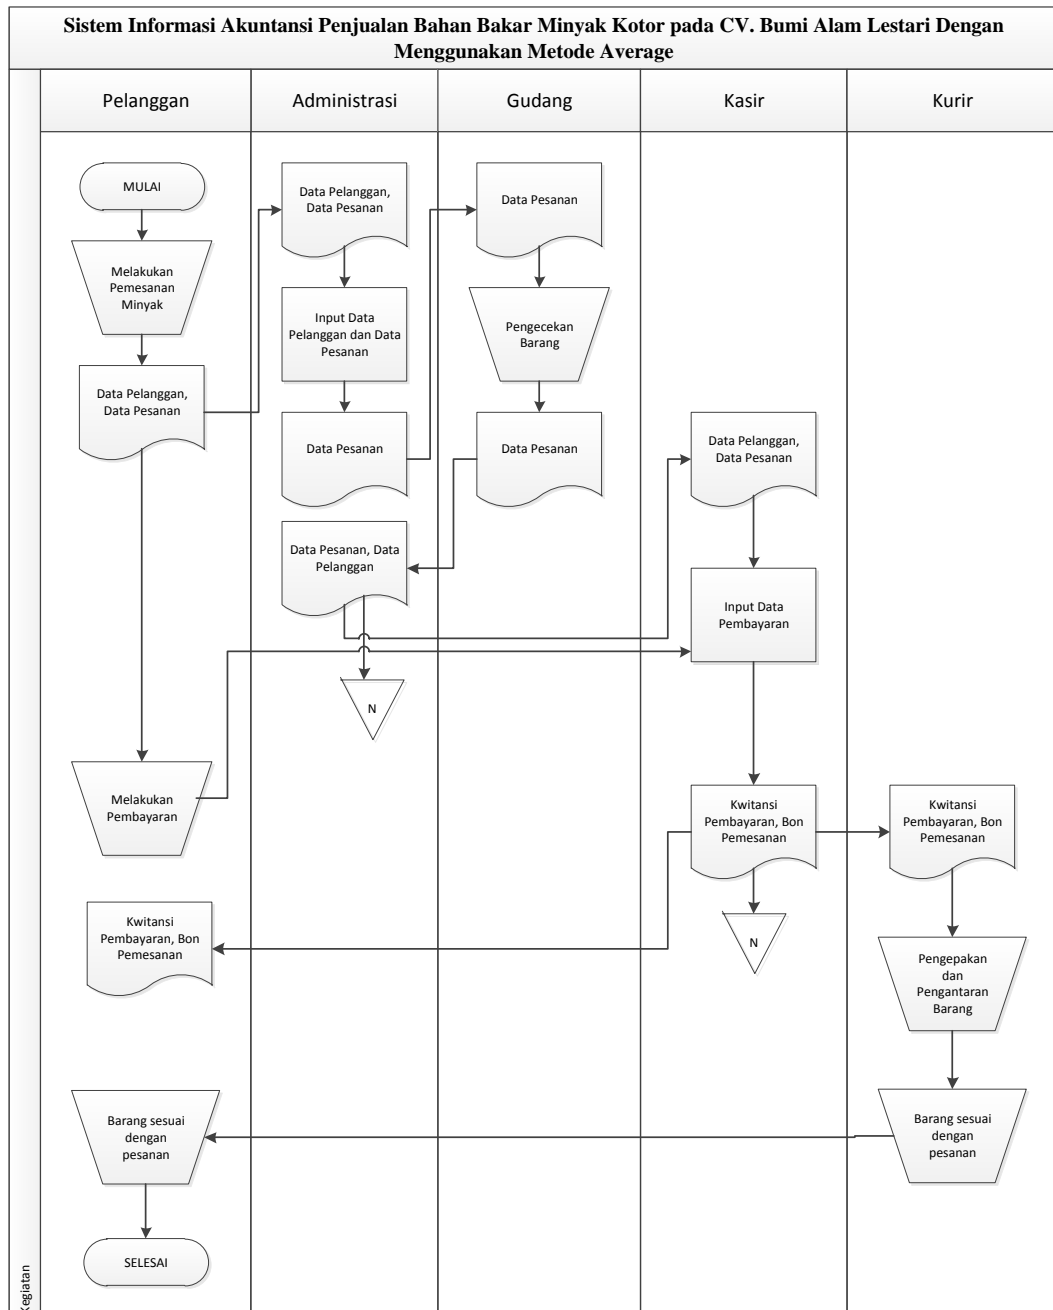 Sistem Informasi Akuntansi Penjualan Bahan Bakar Minyak Kotor pada CV. Bumi Alam Lestari Dengan
Menggunakan Metode Average
Pelanggan
Administrasi
Gudang
Kasir
Kurir
MULAI
Melakukan
Pemesanan
Minyak
Data Pelanggan,
Data Pesanan
Melakukan
Pembayaran
Kwitansi
Pembayaran, Bon
Pemesanan
Barang sesuai
dengan
pesanan
SELESAI
Data Pelanggan,
Data Pesanan
Input Data
Pelanggan dan Data
Pesanan
Data Pesanan
Data Pesanan, Data
Pelanggan
N
Data Pesanan
Pengecekan
Barang
Data Pesanan
Data Pelanggan,
Data Pesanan
Input Data
Pembayaran
Kwitansi
Pembayaran, Bon
Pemesanan
N
Kwitansi
Pembayaran, Bon
Pemesanan
Pengepakan
dan
Pengantaran
Barang
Barang sesuai
dengan
pesanan
Kegiatan